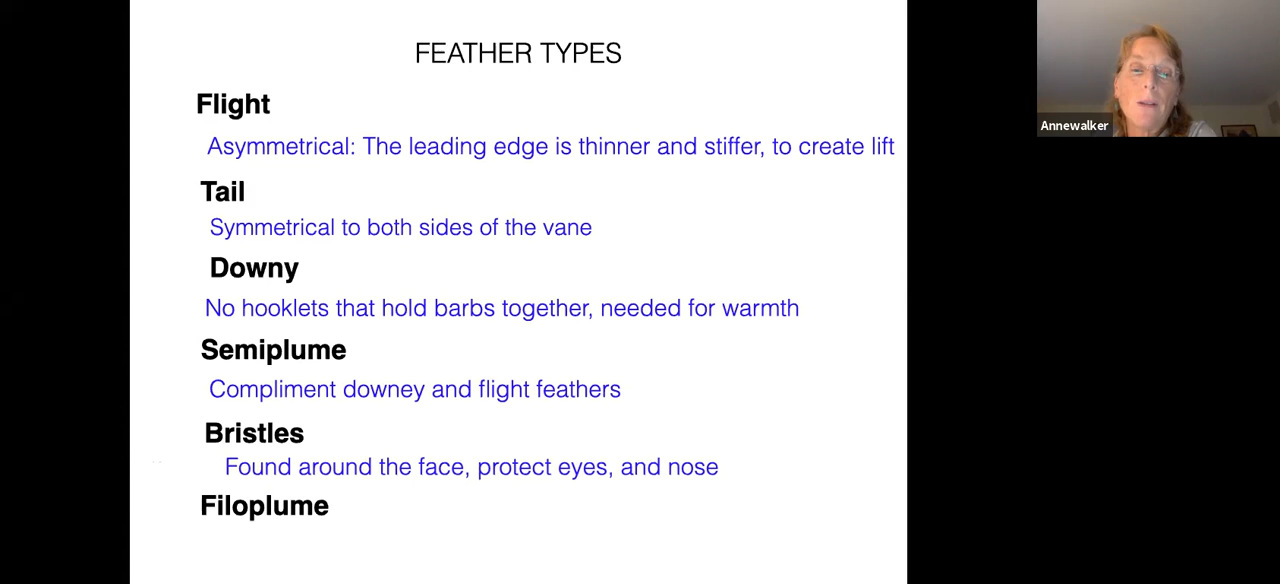 FEATHER TYPES
Flight
Asymmetrical: The leading edge is thinner and stiffer, to create lift
Tail
Symmetrical to both sides of the vane
Downy
No hooklets that hold barbs together, needed for warmth
Semiplume
Compliment downey and flight feathers
Bristles
Found around the face, protect eyes, and nose
Filoplume
Annewalker